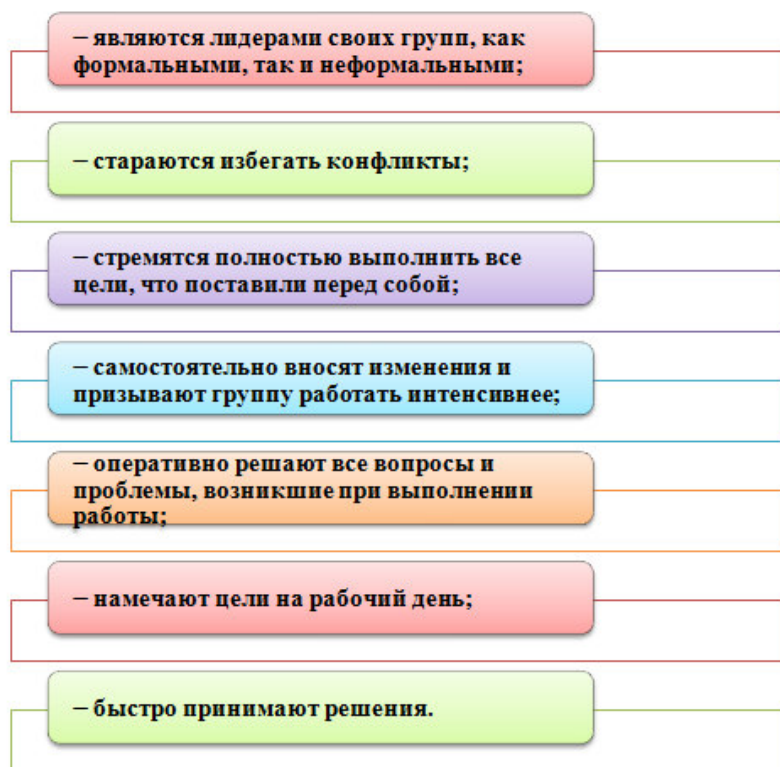 – являются лидерами своих групп, как
формальными, так и неформальными;
– стараются избегать конфликты;
– стремятся полностью выполнить все
цели, что поставили перед собой;
– самостоятельно вносят изменения и
призывают группу работать интенсивнее;
– оперативно решают все вопросы и
проблемы, возникшие при выполнении
работы;
– намечают цели на рабочий день;
– быстро принимают решения.